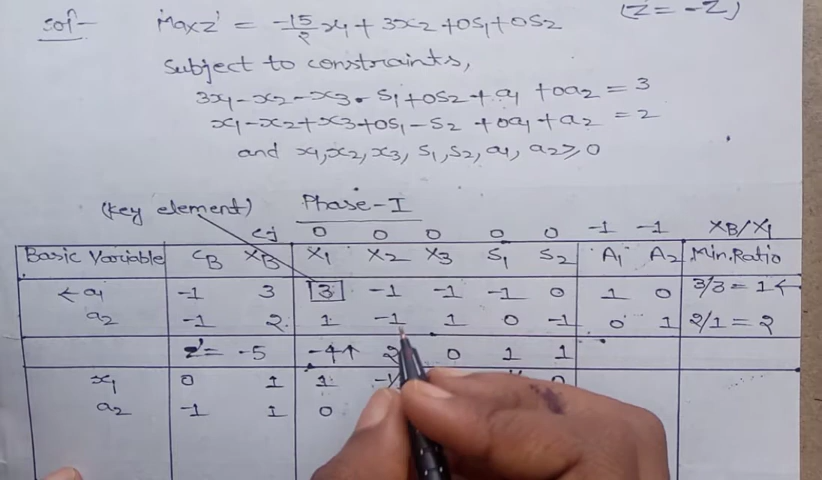 Sol- Maxz' = -15/2 x1 + 3x2 + 0s1 + 0s2 (z' = -z)
Subject to constraints,
3x1 - x2 - x3 - s1 + 0s2 + a1 + 0a2 = 3
x1 - x2 + x3 + 0s1 - s2 + 0a1 + a2 = 2
and x1, x2, x3, s1, s2, a1, a2 ≥ 0
(Key element) Phase-I
Cj 0 0 0 0 0 -1 -1 XB/X1
Basic Variable CB XB X1 X2 X3 S1 S2 A1 A2 Min.Ratio
← a1 -1 3 3 -1 -1 -1 0 1 0 3/3 = 1 ←
a2 -1 2 1 -1 1 0 -1 0 1 2/1 = 2
z' = -5 -4↑ 2 0 1 1
x1 0 1 1
a2 -1 1 0